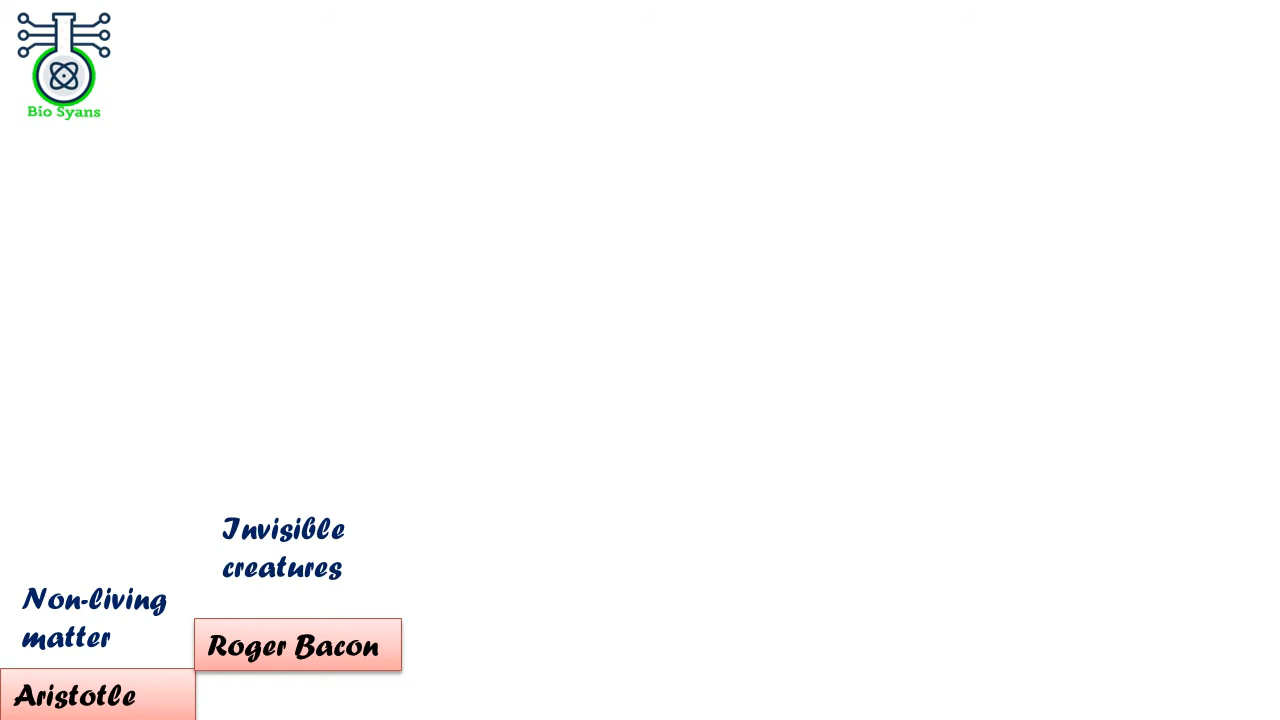 Bio Syans
Invisible
creatures
Non-living
matter
Roger Bacon
Aristotle